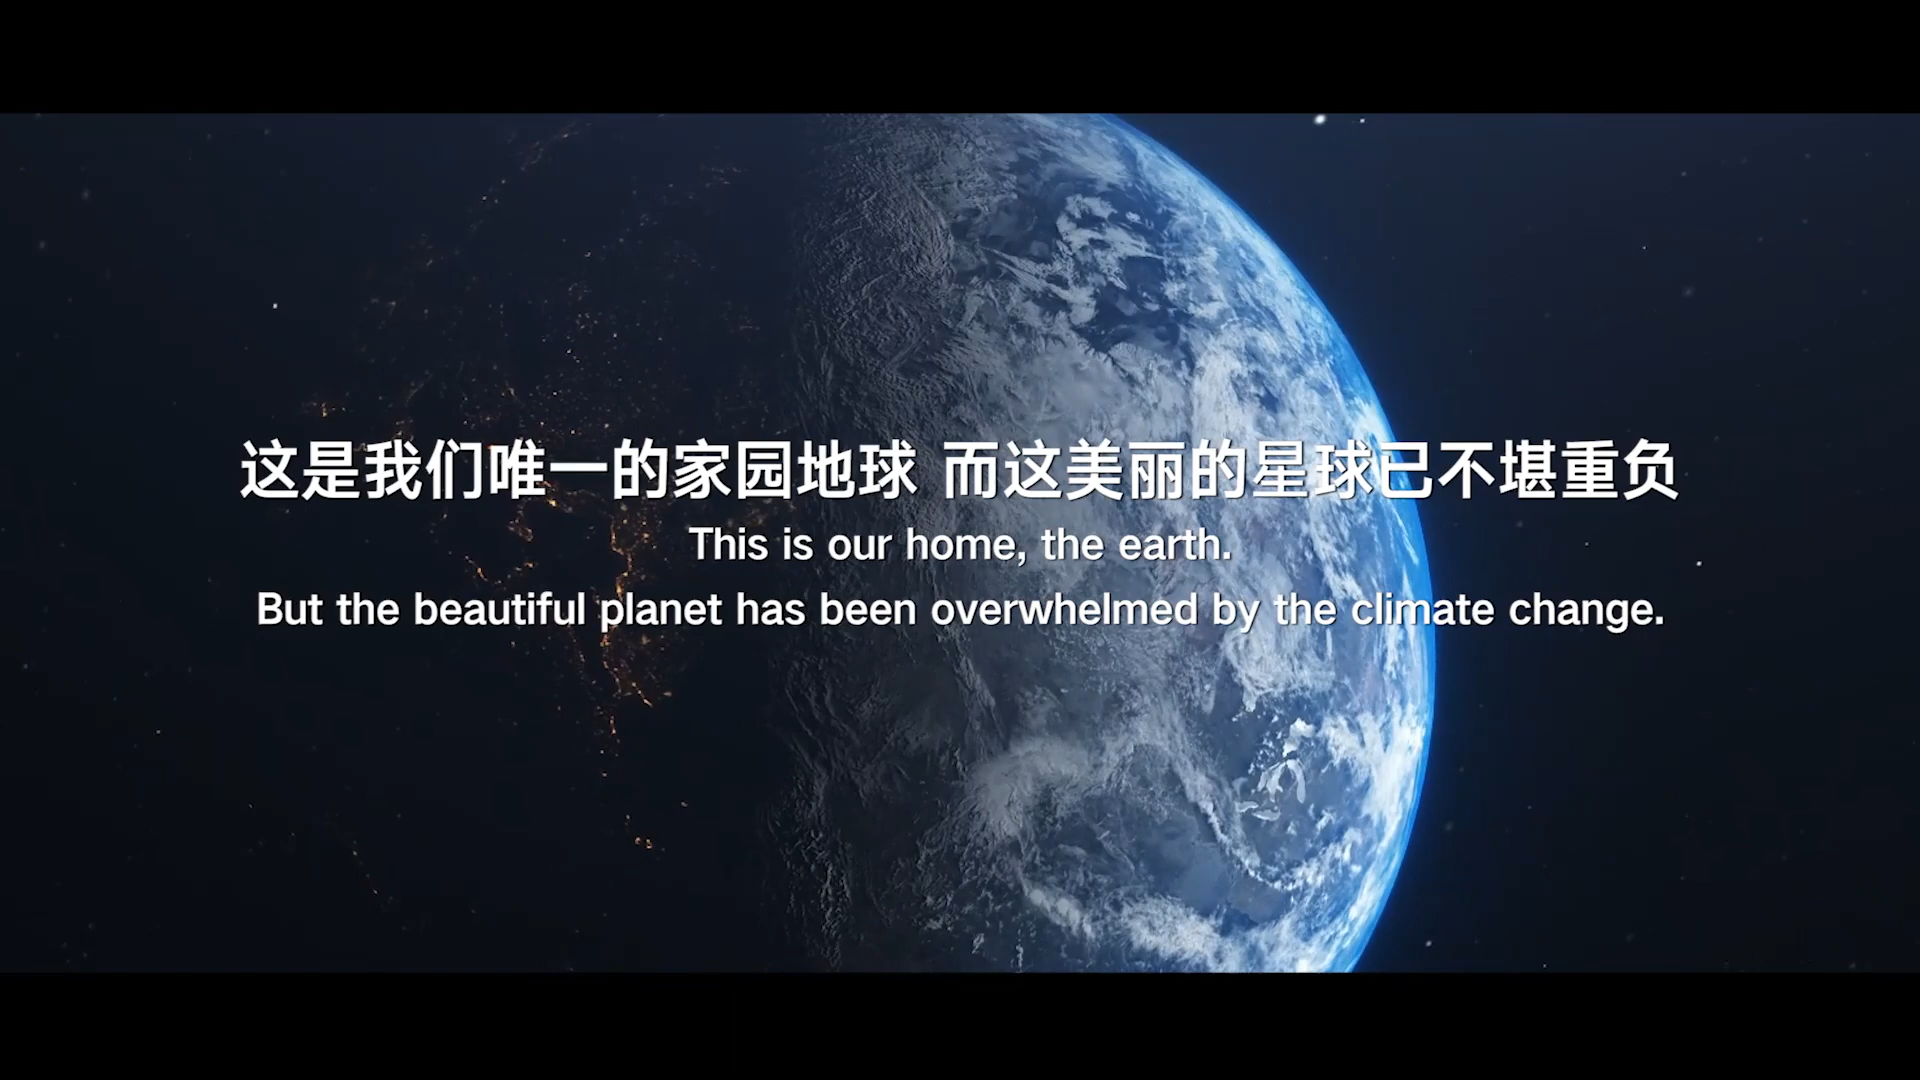 这是我们唯一的家园地球 而这美丽的星球已不堪重负
This is our home, the earth.
But the beautiful planet has been overwhelmed by the climate change.